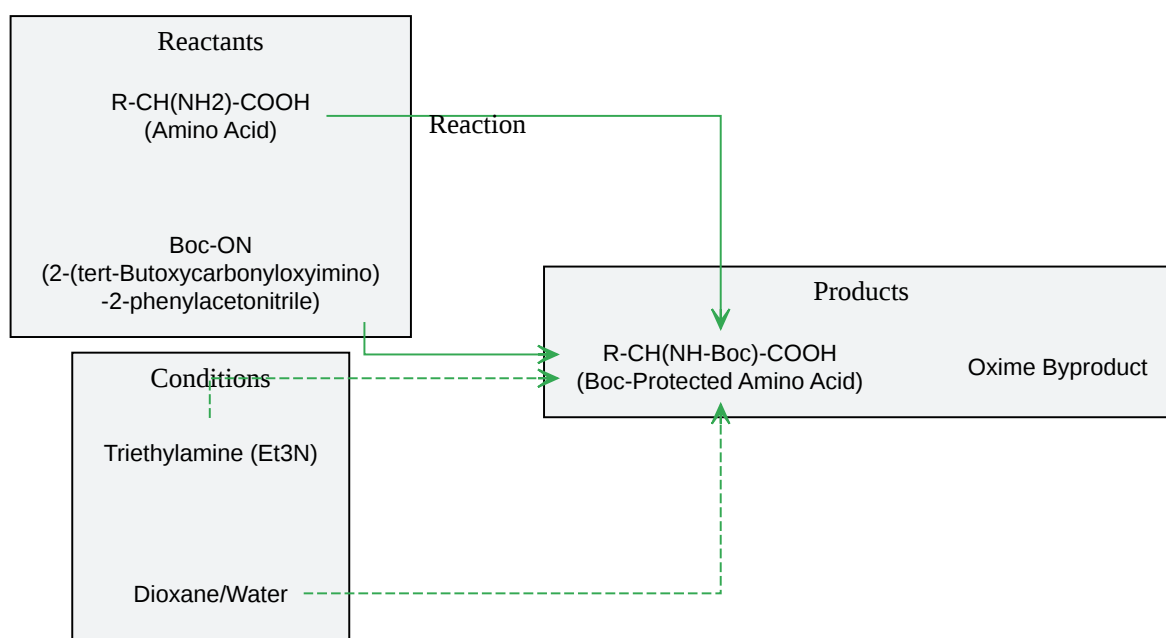 Reactants
R-CH(NH2)-COOH
(Amino Acid)
Reaction
Boc-ON
(2-(tert-Butoxycarbonyloxyimino)
-2-phenylacetonitrile)
Products
R-CH(NH-Boc)-COOH
(Boc-Protected Amino Acid)
Oxime Byproduct
Conditions
Triethylamine (Et3N)
Dioxane/Water